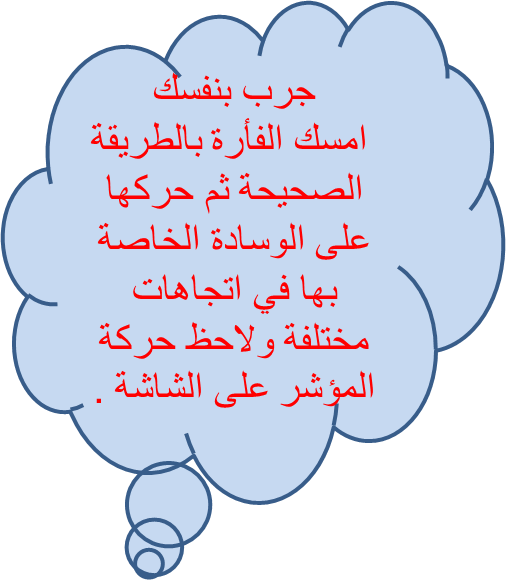 جرب بنفسك
امسك الفأرة بالطريقة
الصحيحة ثم حركها
على الوسادة الخاصة
بها في اتجاهات
مختلفة ولاحظ حركة
المؤشر على الشاشة .